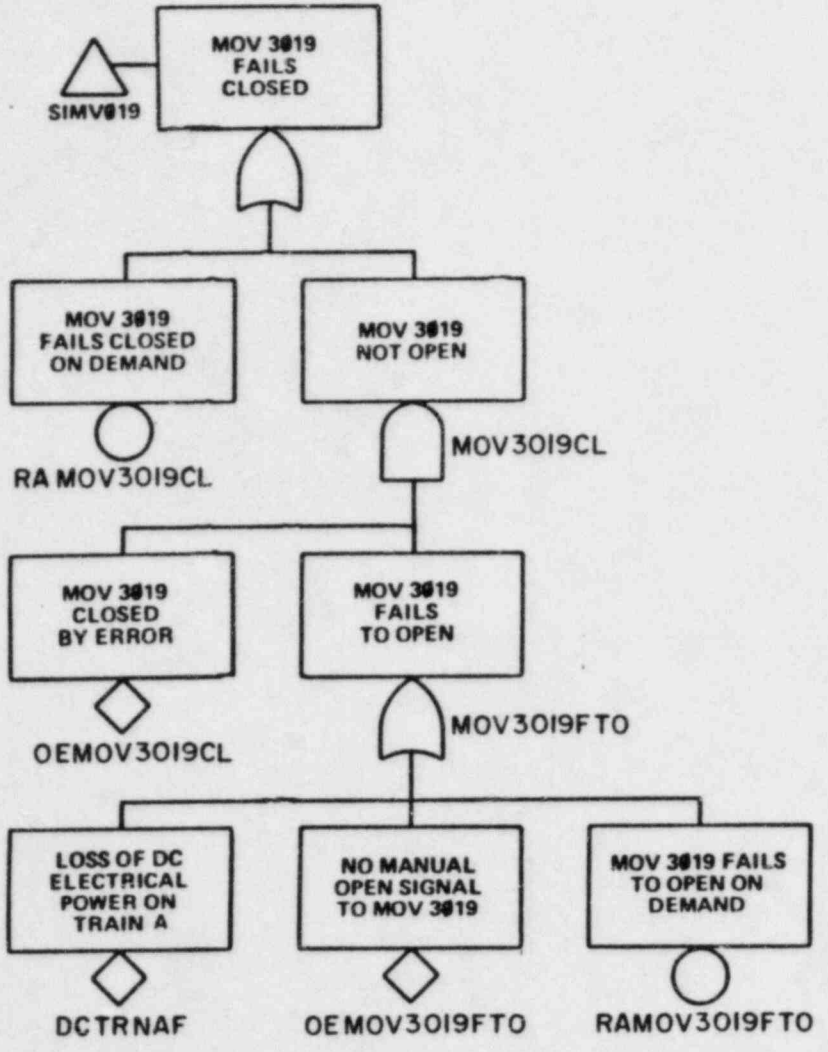 MOV 3019
FAILS
CLOSED
SIMV019
MOV 3019
FAILS CLOSED
ON DEMAND
RA MOV3019CL
MOV 3019
NOT OPEN
MOV3019CL
MOV 3019
CLOSED
BY ERROR
OEMOV3019CL
MOV 3019
FAILS
TO OPEN
MOV3019FTO
LOSS OF DC
ELECTRICAL
POWER ON
TRAIN A
DCTRNAF
NO MANUAL
OPEN SIGNAL
TO MOV 3019
OEMOV3019FTO
MOV 3019 FAILS
TO OPEN ON
DEMAND
RAMOV3019FTO